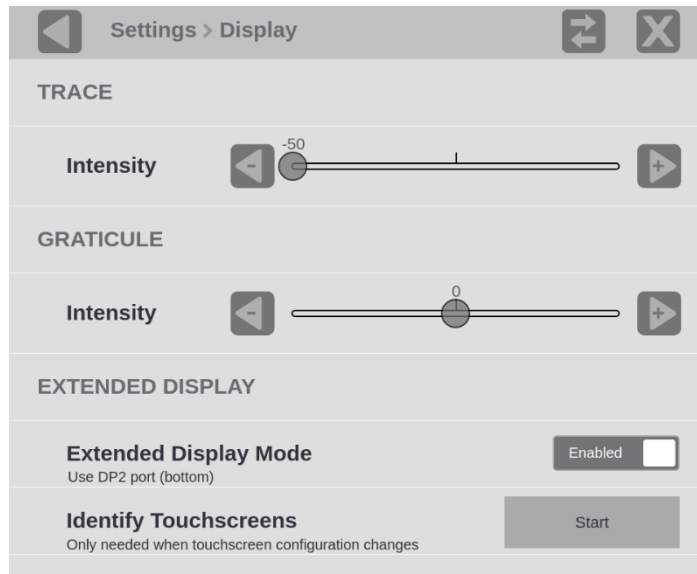 Settings > Display
TRACE
-50
Intensity - +
GRATICULE
0
Intensity - +
EXTENDED DISPLAY
Extended Display Mode Enabled
Use DP2 port (bottom)
Identify Touchscreens Start
Only needed when touchscreen configuration changes